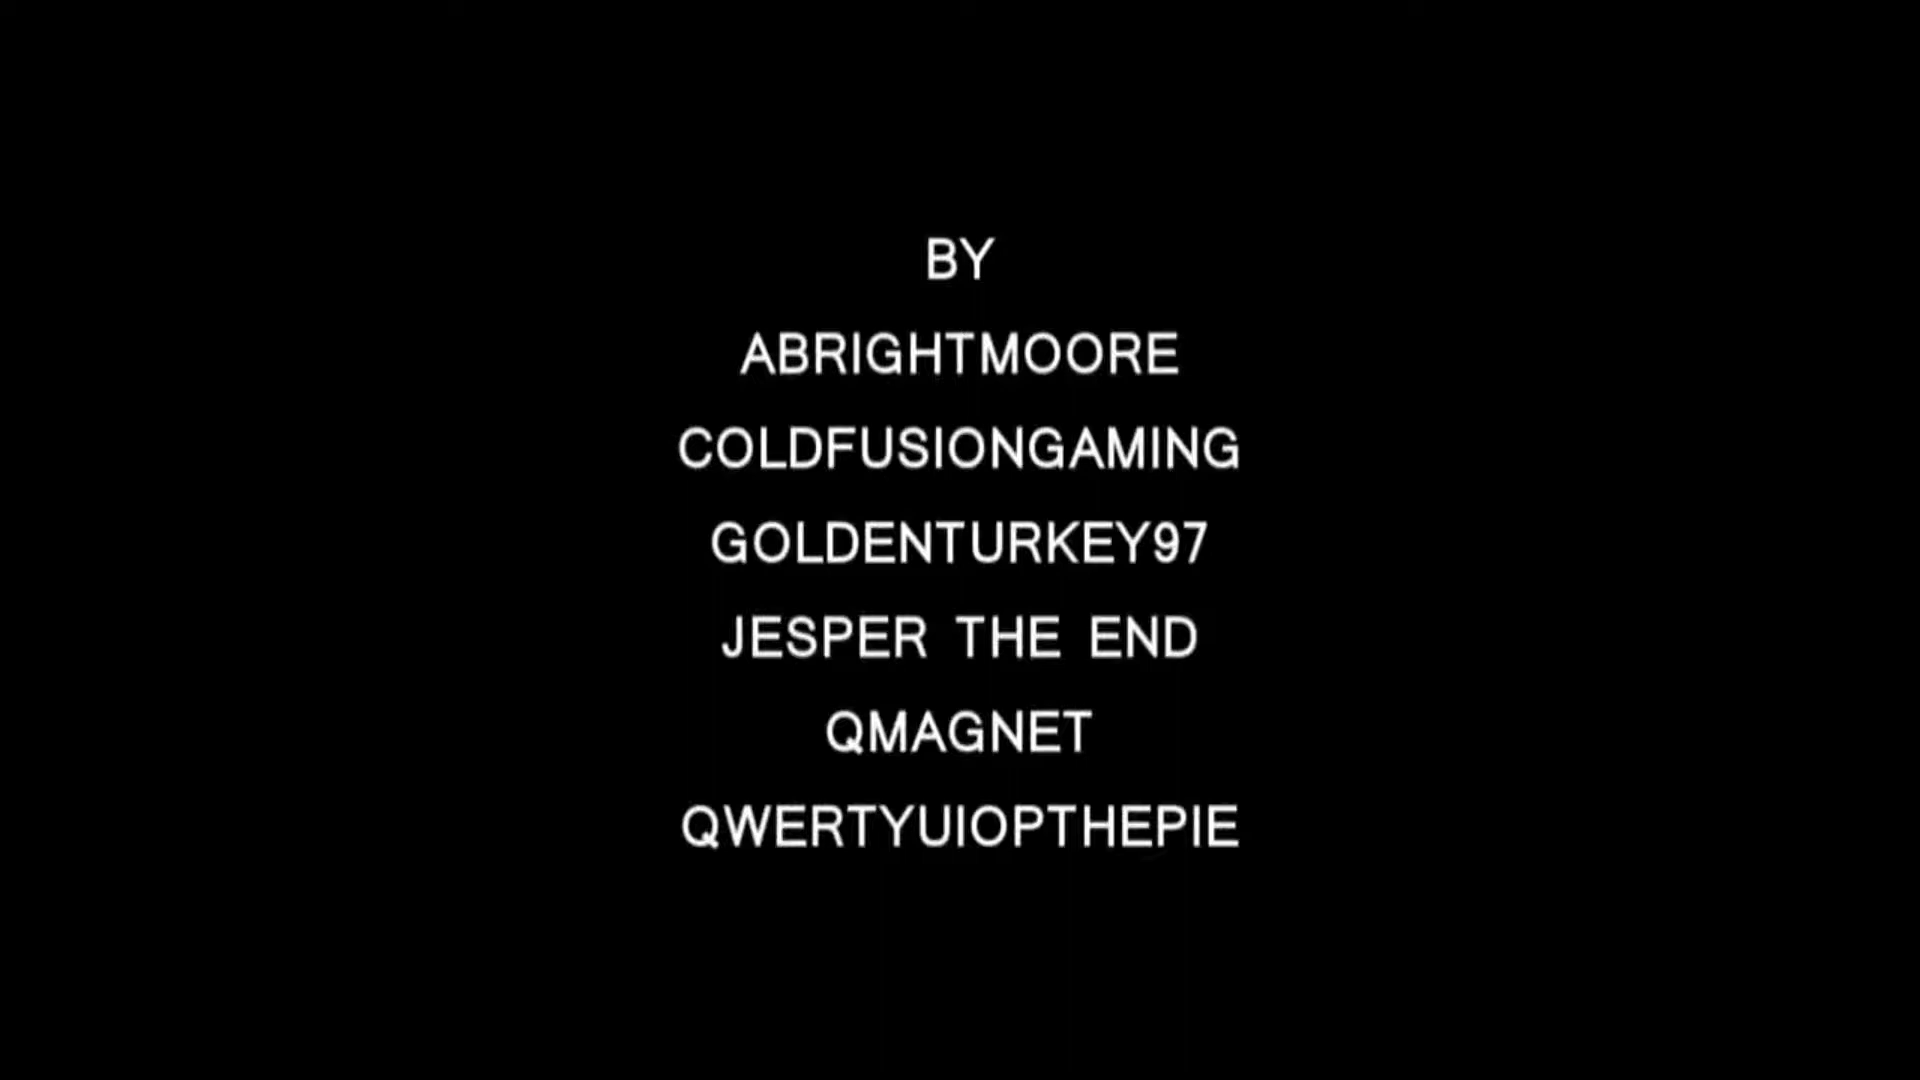 BY
ABRIGHTMOORE
COLDFUSIONGAMING
GOLDENTURKEY97
JESPER THE END
QMAGNET
QWERTYUIOPTHEPIE